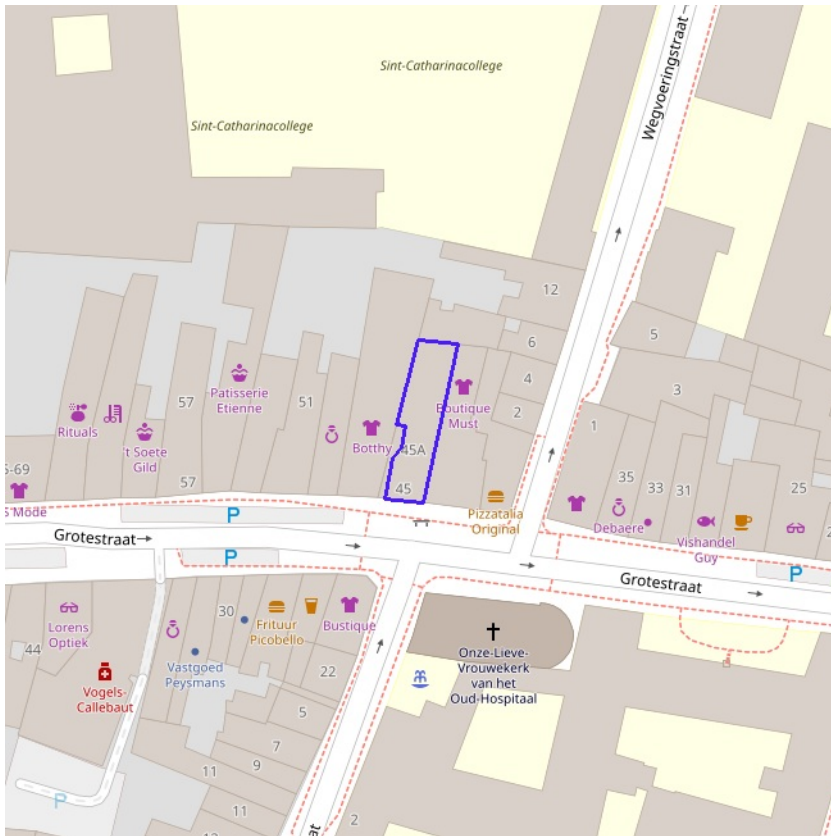 Sint-Catharinacollege
Sint-Catharinacollege
Wegvoeringstraat
12
6
5
4
3
2
1
Patisserie
Etienne
57
51
Boutique
Must
Rituals
't Soete
Gild
Botthy
45A
35
33
31
25
57
45
Pizzatalia
Original
Debaere
Vishandel
Guy
P
Grotestraat
P
P
Grotestraat
Lorens
Optiek
44
30
Frituur
Picobello
Bustique
Vastgoed
Peysmans
22
Vogels-
Callebaut
Onze-Lieve-
Vrouwekerk
van het
Oud-Hospitaal
5
7
9
11
11
P
2